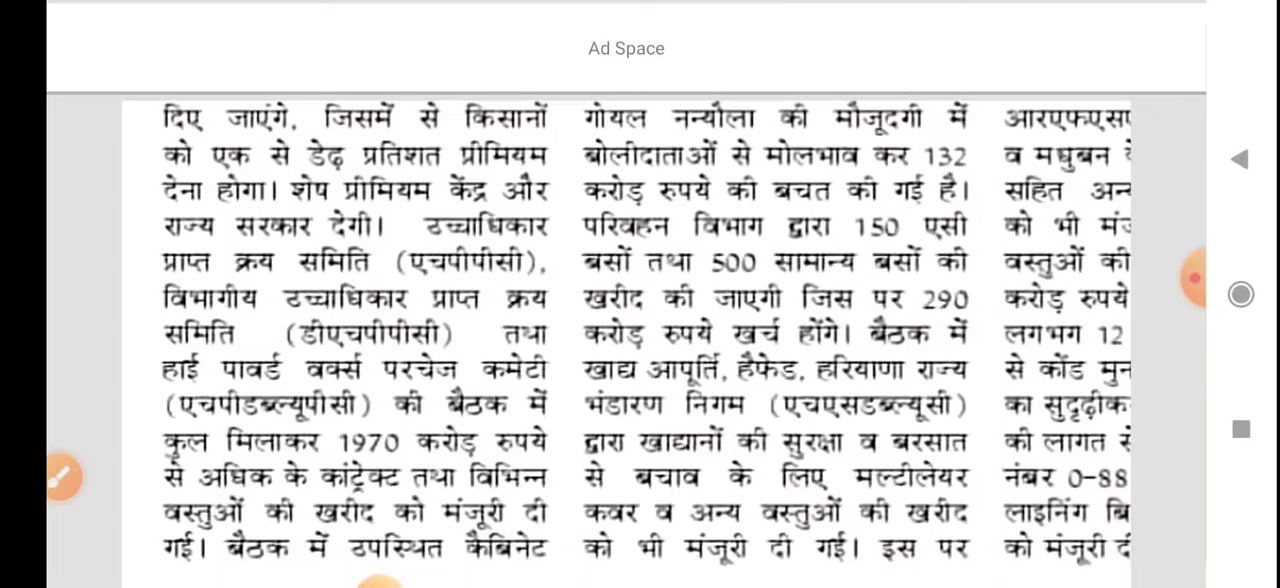 Ad Space
दिए जाएंगे, जिसमें से किसानों
को एक से डेढ़ प्रतिशत प्रीमियम
देना होगा। शेष प्रीमियम केंद्र और
राज्य सरकार देगी। उच्चाधिकार
प्राप्त क्रय समिति (एचपीपीसी),
विभागीय उच्चाधिकार प्राप्त क्रय
समिति (डीएचपीपीसी) तथा
हाई पावर्ड वर्क्स परचेज कमेटी
(एचपीडब्ल्यूपीसी) की बैठक में
कुल मिलाकर 1970 करोड़ रुपये
से अधिक के कांट्रेक्ट तथा विभिन्न
वस्तुओं की खरीद को मंजूरी दी
गई। बैठक में उपस्थित कैबिनेट
गोयल नन्यौला की मौजूदगी में
बोलीदाताओं से मोलभाव कर 132
करोड़ रुपये की बचत की गई है।
परिवहन विभाग द्वारा 150 एसी
बसों तथा 500 सामान्य बसों की
खरीद की जाएगी जिस पर 290
करोड़ रुपये खर्च होंगे। बैठक में
खाद्य आपूर्ति, हैफेड, हरियाणा राज्य
भंडारण निगम (एचएसडब्ल्यूसी)
द्वारा खाद्यानों की सुरक्षा व बरसात
से बचाव के लिए मल्टीलेयर
कवर व अन्य वस्तुओं की खरीद
को भी मंजूरी दी गई। इस पर
आरएफएस
व मधुबन
सहित अन
को भी
वस्तुओं की
करोड़ रुपये
लगभग 12
से कोंड
का सुदृढ़ीक
की लागत से
नंबर 0-88
लाइनिंग
को मंजूरी